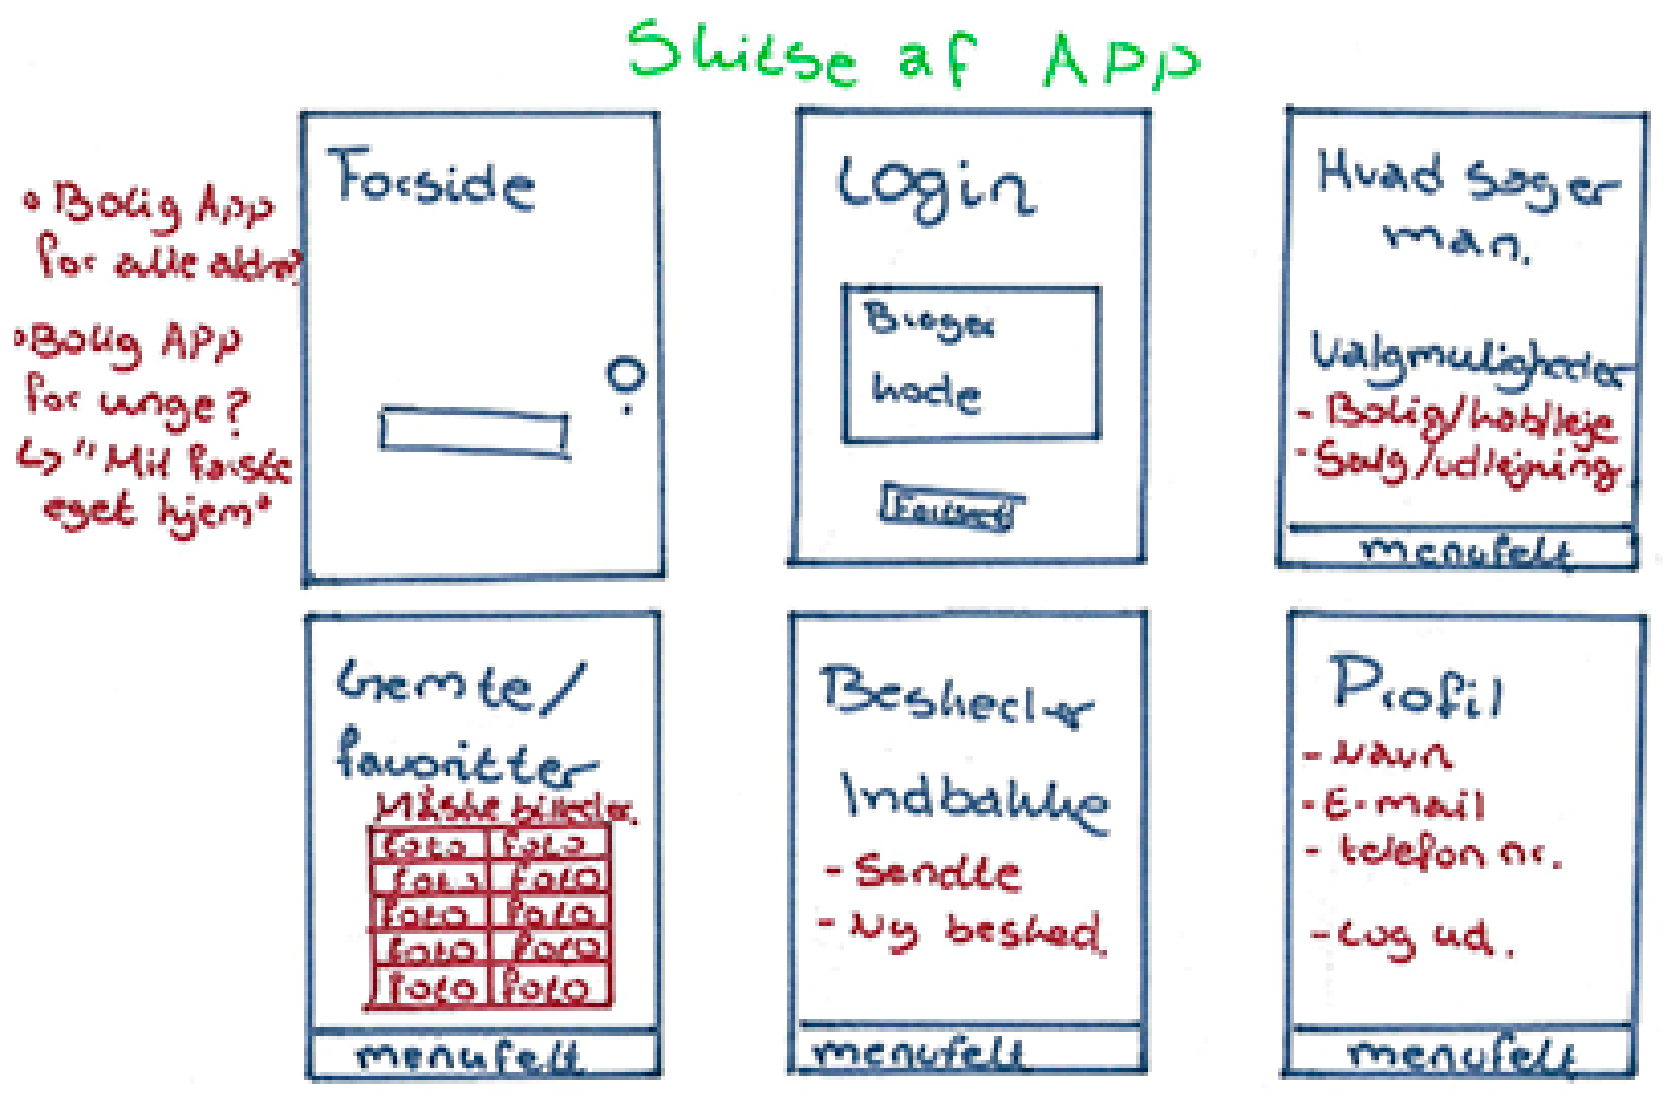 Skitse af App
• Bolig App
for alle aldre?
• Bolig App
for unge?
↳ "Mit første
eget hjem"
Forside
Login
Bruger
kode
Fortsæt
Hvad søger
man.
Valgmuligheder
- Bolig/køb/leje
- Salg/udlejning
menufelt
Gemte/
favoritter
Måske billeder.
foto foto
foto foto
foto foto
foto foto
foto foto
menufelt
Beskeder
Indbakke
- Sendte
- Ny besked.
menufelt
Profil
- Navn
- E-mail
- telefon nr.
- Log ud.
menufelt